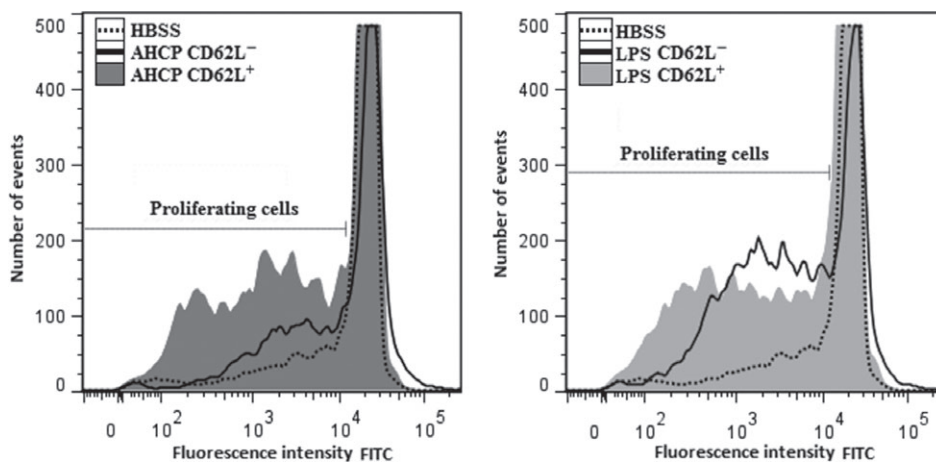 500
400
300
200
100
0
Number of events
HBSS
AHCP CD62L⁻
AHCP CD62L⁺
Proliferating cells
0 10² 10³ 10⁴ 10⁵
Fluorescence intensity FITC
500
400
300
200
100
0
Number of events
HBSS
LPS CD62L⁻
LPS CD62L⁺
Proliferating cells
0 10² 10³ 10⁴ 10⁵
Fluorescence intensity FITC